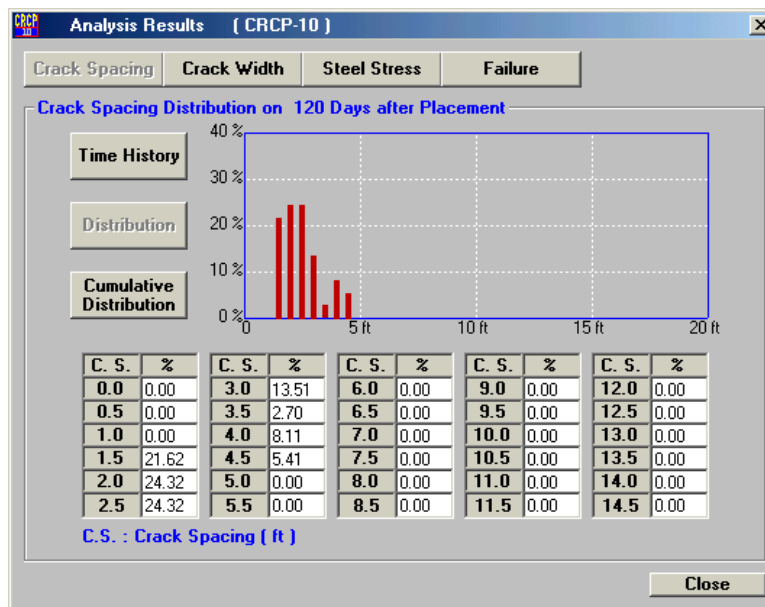 CRCP 10 Analysis Results ( CRCP-10 )
Crack Spacing Crack Width Steel Stress Failure
Crack Spacing Distribution on 120 Days after Placement
Time History
Distribution
Cumulative
Distribution
40 %
30 %
20 %
10 %
0 %
0 5 ft 10 ft 15 ft 20 ft
C. S. % C. S. % C. S. % C. S. % C. S. %
0.0 0.00 3.0 13.51 6.0 0.00 9.0 0.00 12.0 0.00
0.5 0.00 3.5 2.70 6.5 0.00 9.5 0.00 12.5 0.00
1.0 0.00 4.0 8.11 7.0 0.00 10.0 0.00 13.0 0.00
1.5 21.62 4.5 5.41 7.5 0.00 10.5 0.00 13.5 0.00
2.0 24.32 5.0 0.00 8.0 0.00 11.0 0.00 14.0 0.00
2.5 24.32 5.5 0.00 8.5 0.00 11.5 0.00 14.5 0.00
C.S. : Crack Spacing ( ft )
Close